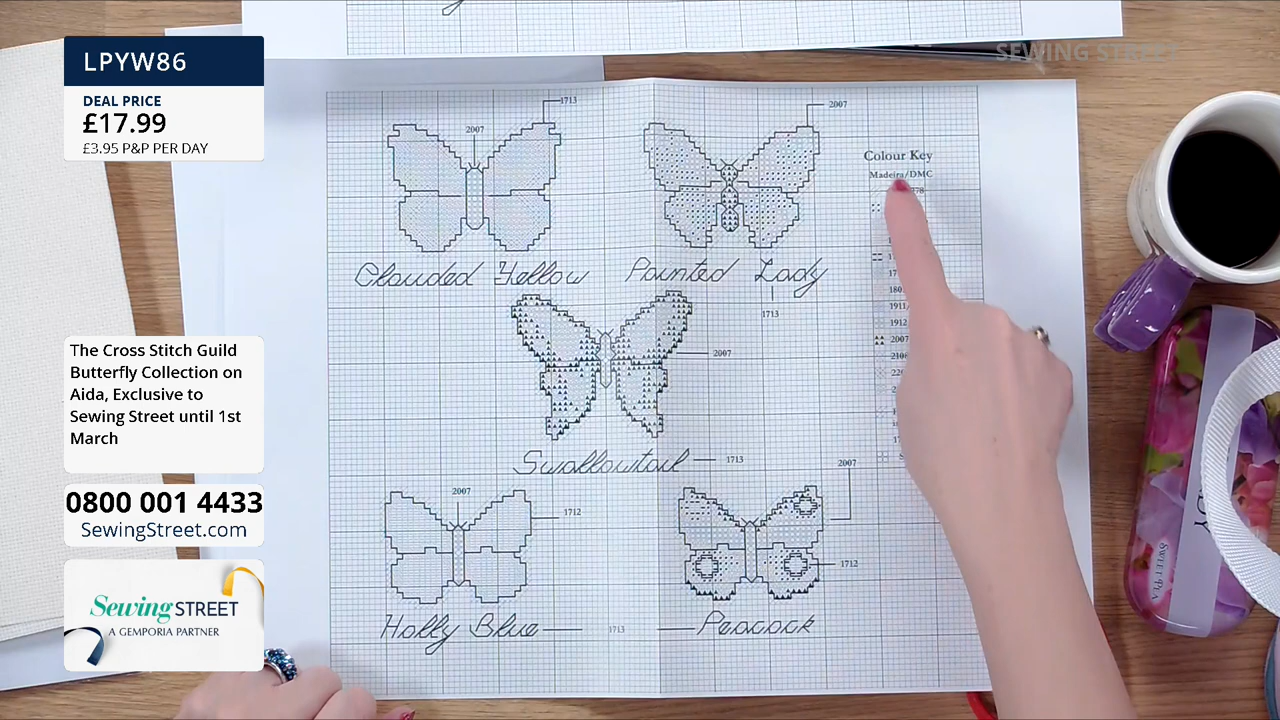 LPYW86
DEAL PRICE
£17.99
£3.95 P&P PER DAY
The Cross Stitch Guild
Butterfly Collection on
Aida, Exclusive to
Sewing Street until 1st
March
0800 001 4433
SewingStreet.com
Sewing STREET
A GEMPORIA PARTNER
SEWING STREET
1713
2007
2007
Clouded Yellow
Painted Lady
1713
2007
Swallowtail
1713
2007
1712
2007
1712
Holly Blue
1713
Peacock
Colour Key
Madeira/DMC
1912
2007